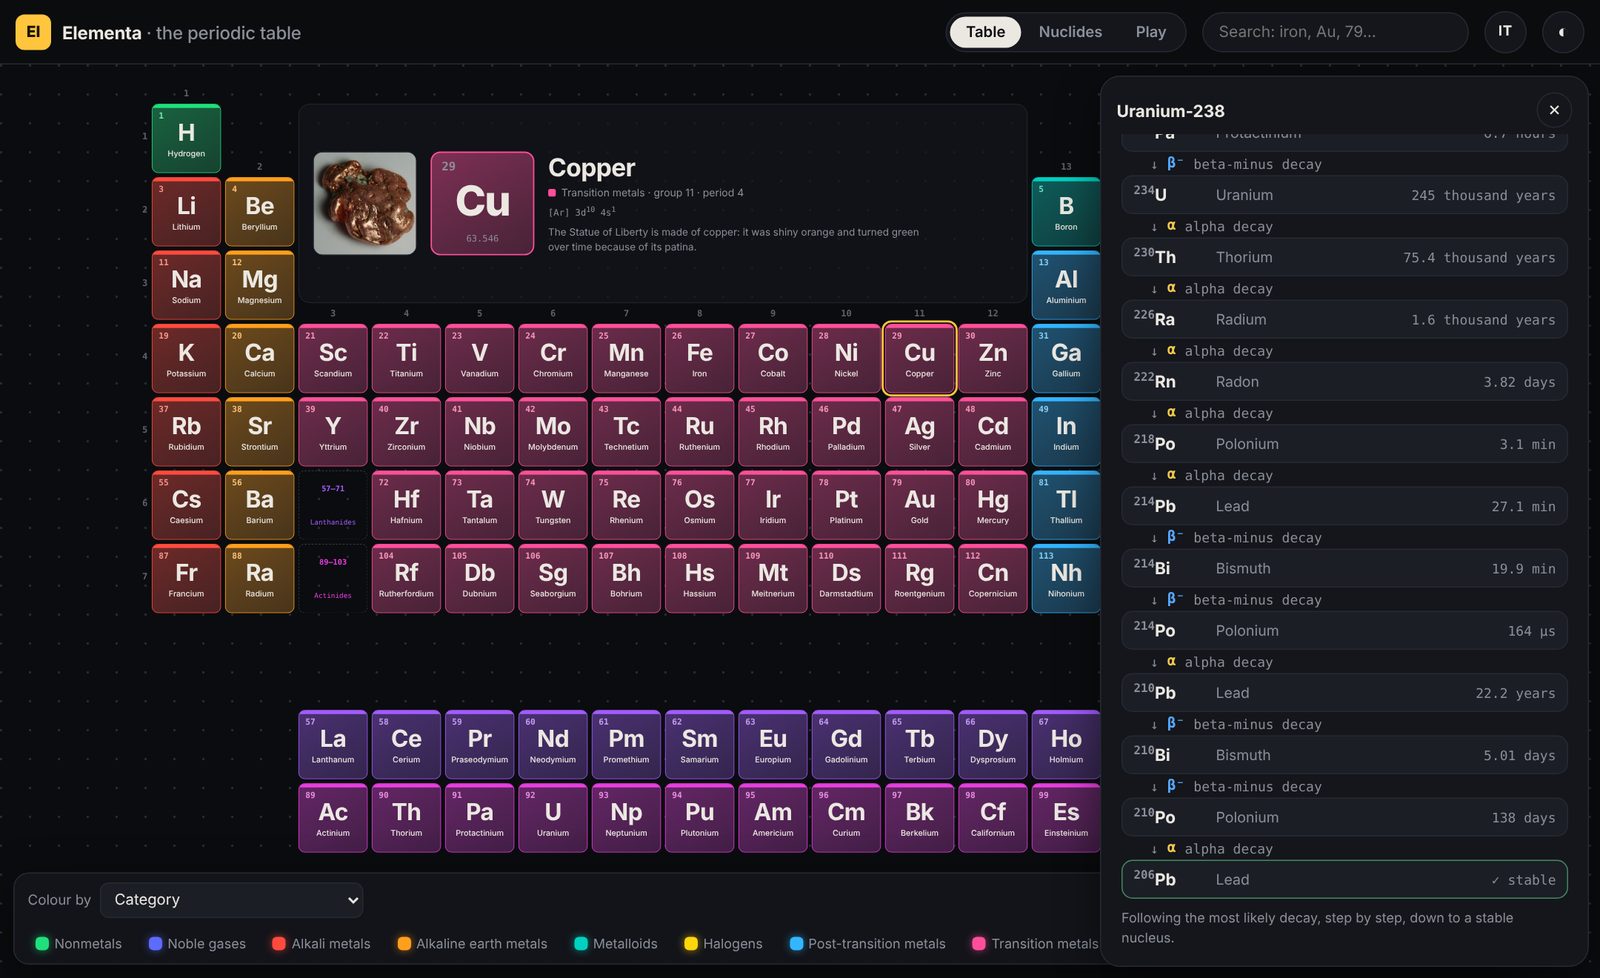 El Elementa · the periodic table
Table Nuclides Play
Search: iron, Au, 79...
IT
1
1 H Hydrogen
1
2
13
29 Cu 63.546
Copper
Transition metals · group 11 · period 4
[Ar] 3d¹⁰ 4s¹
The Statue of Liberty is made of copper: it was shiny orange and turned green
over time because of its patina.
2
3 Li Lithium
4 Be Beryllium
5 B Boron
3
11 Na Sodium
12 Mg Magnesium
13 Al Aluminium
3 4 5 6 7 8 9 10 11 12
4
19 K Potassium
20 Ca Calcium
21 Sc Scandium
22 Ti Titanium
23 V Vanadium
24 Cr Chromium
25 Mn Manganese
26 Fe Iron
27 Co Cobalt
28 Ni Nickel
29 Cu Copper
30 Zn Zinc
31 Ga Gallium
5
37 Rb Rubidium
38 Sr Strontium
39 Y Yttrium
40 Zr Zirconium
41 Nb Niobium
42 Mo Molybdenum
43 Tc Technetium
44 Ru Ruthenium
45 Rh Rhodium
46 Pd Palladium
47 Ag Silver
48 Cd Cadmium
49 In Indium
6
55 Cs Caesium
56 Ba Barium
57–71 Lanthanides
72 Hf Hafnium
73 Ta Tantalum
74 W Tungsten
75 Re Rhenium
76 Os Osmium
77 Ir Iridium
78 Pt Platinum
79 Au Gold
80 Hg Mercury
81 Tl Thallium
7
87 Fr Francium
88 Ra Radium
89–103 Actinides
104 Rf Rutherfordium
105 Db Dubnium
106 Sg Seaborgium
107 Bh Bohrium
108 Hs Hassium
109 Mt Meitnerium
110 Ds Darmstadtium
111 Rg Roentgenium
112 Cn Copernicium
113 Nh Nihonium
57 La Lanthanum
58 Ce Cerium
59 Pr Praseodymium
60 Nd Neodymium
61 Pm Promethium
62 Sm Samarium
63 Eu Europium
64 Gd Gadolinium
65 Tb Terbium
66 Dy Dysprosium
67 Ho Holmium
89 Ac Actinium
90 Th Thorium
91 Pa Protactinium
92 U Uranium
93 Np Neptunium
94 Pu Plutonium
95 Am Americium
96 Cm Curium
97 Bk Berkelium
98 Cf Californium
99 Es Einsteinium
Colour by Category
Nonmetals Noble gases Alkali metals Alkaline earth metals Metalloids Halogens Post-transition metals Transition metals
Uranium-238 ×
Pa Protactinium 6.7 hours
↓ β⁻ beta-minus decay
²³⁴U Uranium 245 thousand years
↓ α alpha decay
²³⁰Th Thorium 75.4 thousand years
↓ α alpha decay
²²⁶Ra Radium 1.6 thousand years
↓ α alpha decay
²²²Rn Radon 3.82 days
↓ α alpha decay
²¹⁸Po Polonium 3.1 min
↓ α alpha decay
²¹⁴Pb Lead 27.1 min
↓ β⁻ beta-minus decay
²¹⁴Bi Bismuth 19.9 min
↓ β⁻ beta-minus decay
²¹⁴Po Polonium 164 µs
↓ α alpha decay
²¹⁰Pb Lead 22.2 years
↓ β⁻ beta-minus decay
²¹⁰Bi Bismuth 5.01 days
↓ β⁻ beta-minus decay
²¹⁰Po Polonium 138 days
↓ α alpha decay
²⁰⁶Pb Lead ✓ stable
Following the most likely decay, step by step, down to a stable
nucleus.